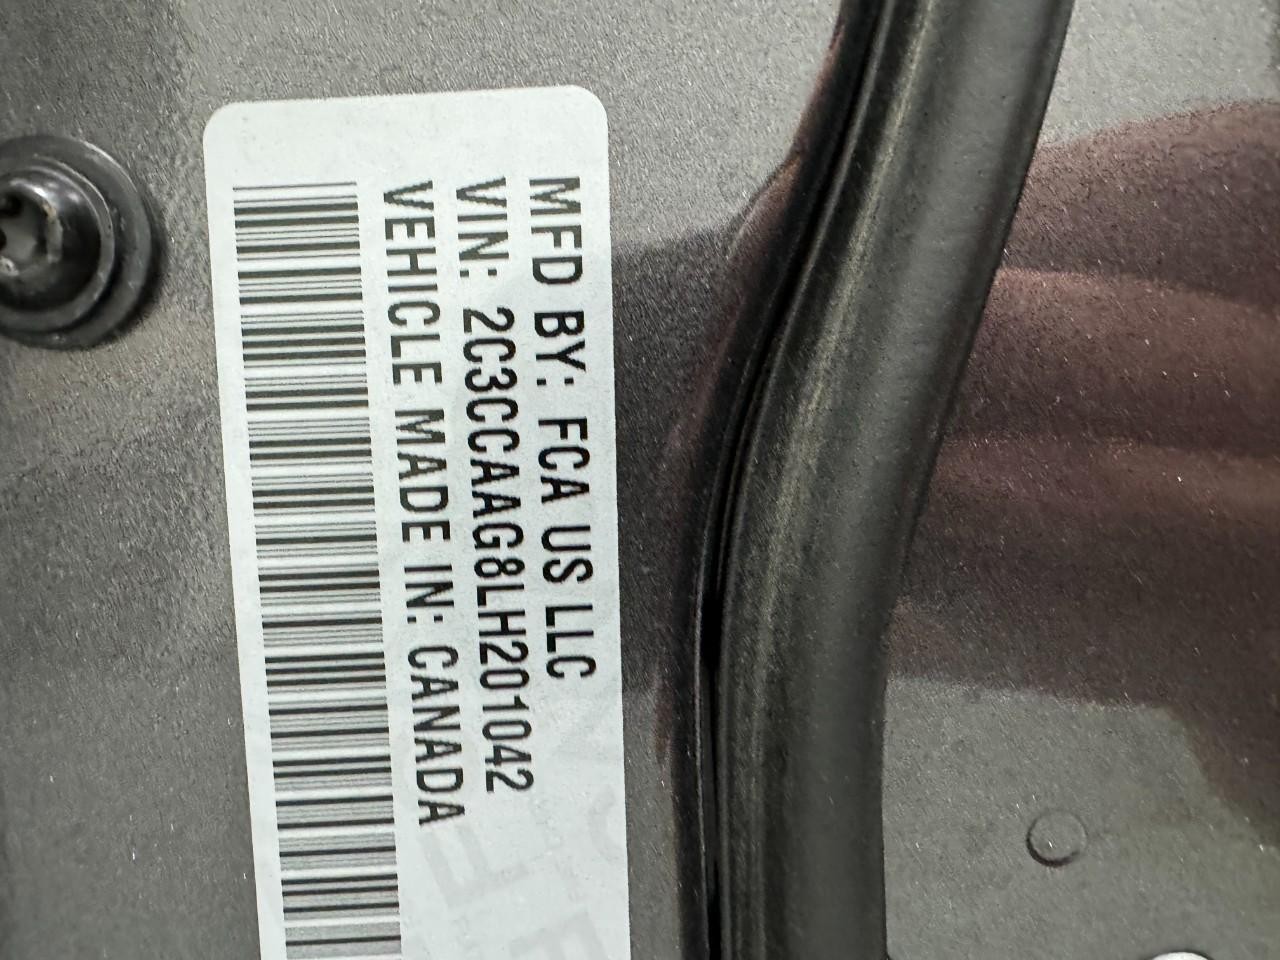 MFD BY: FCA US LLC
VIN: 2C3CCAAG8LH201042
VEHICLE MADE IN: CANADA